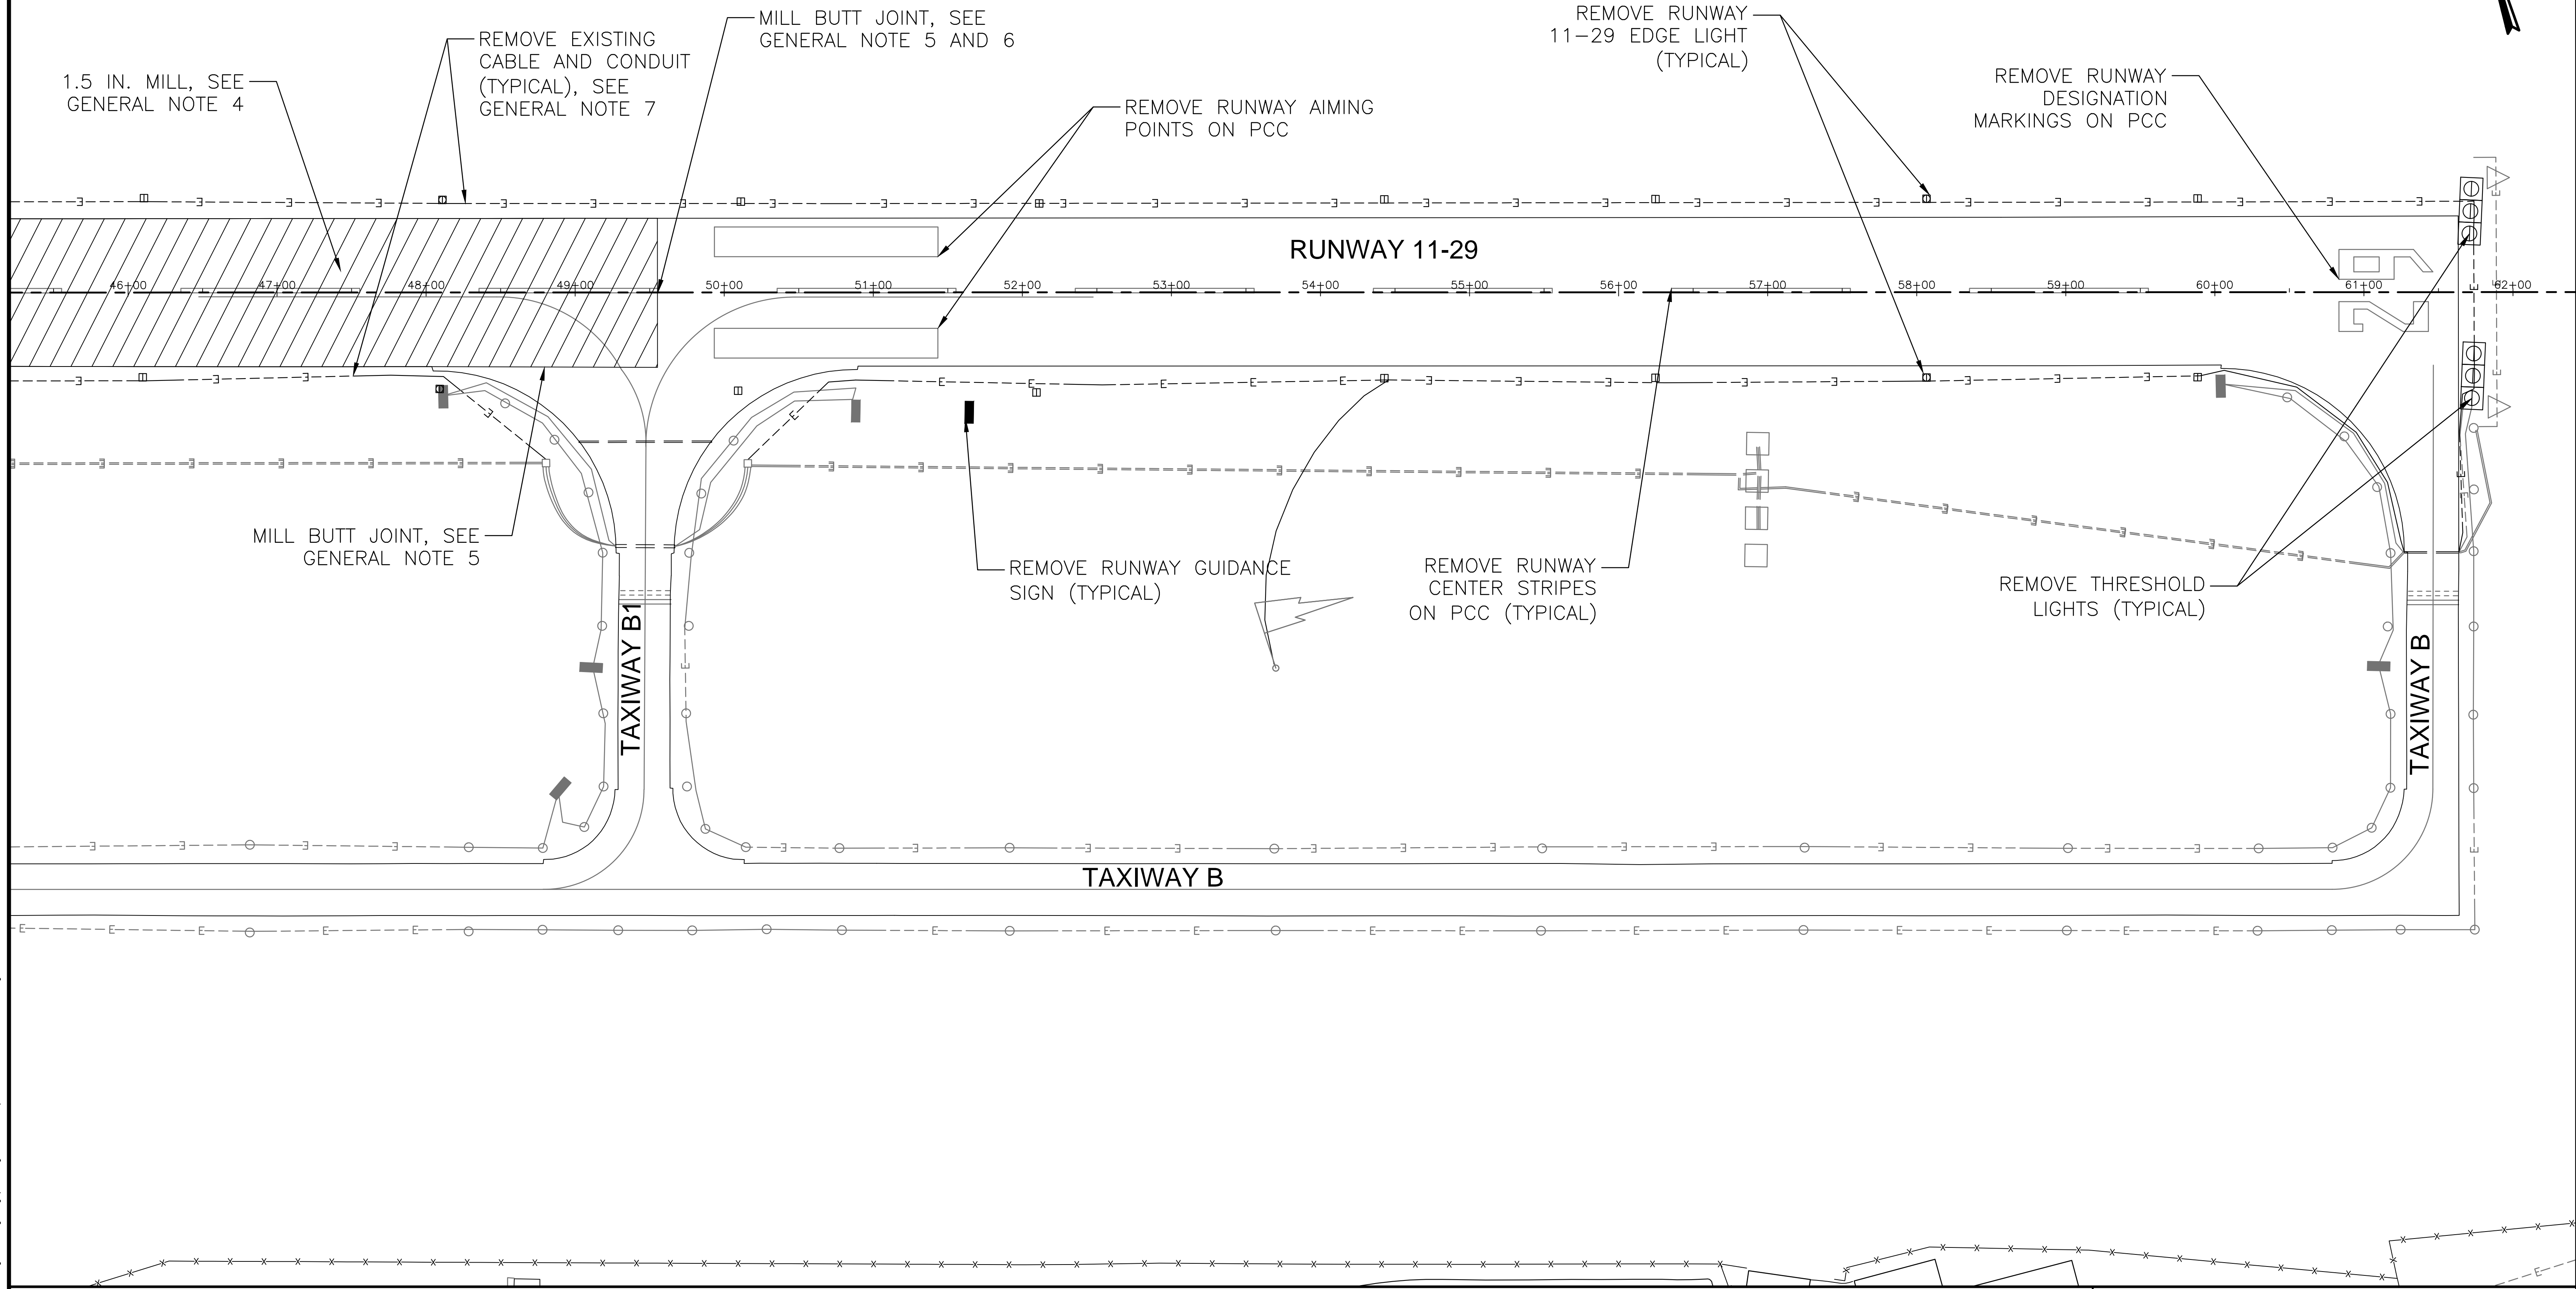 MILL BUTT JOINT, SEE
GENERAL NOTE 5 AND 6
REMOVE RUNWAY
11-29 EDGE LIGHT
(TYPICAL)
REMOVE EXISTING
CABLE AND CONDUIT
(TYPICAL), SEE
GENERAL NOTE 7
1.5 IN. MILL, SEE
GENERAL NOTE 4
REMOVE RUNWAY AIMING
POINTS ON PCC
REMOVE RUNWAY
DESIGNATION
MARKINGS ON PCC
RUNWAY 11-29
29
46+00
47+00
48+00
49+00
50+00
51+00
52+00
53+00
54+00
55+00
56+00
57+00
58+00
59+00
60+00
61+00
62+00
MILL BUTT JOINT, SEE
GENERAL NOTE 5
REMOVE RUNWAY GUIDANCE
SIGN (TYPICAL)
REMOVE RUNWAY
CENTER STRIPES
ON PCC (TYPICAL)
REMOVE THRESHOLD
LIGHTS (TYPICAL)
TAXIWAY B1
TAXIWAY B
TAXIWAY B